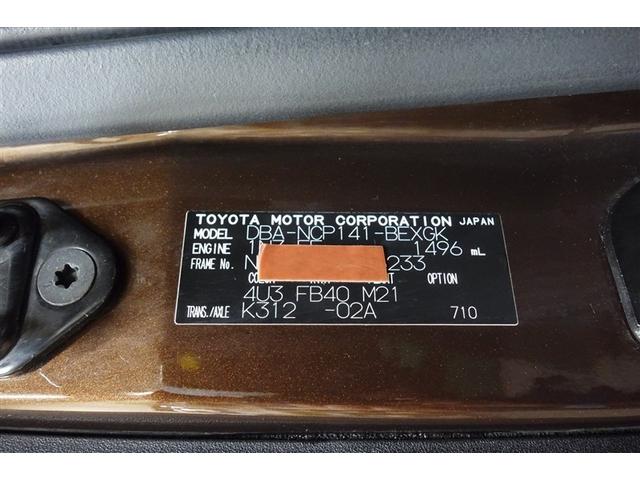 TOYOTA MOTOR CORPORATION JAPAN
MODEL DBA-NCP141-BEXGK
ENGINE 1496 mL
FRAME No. 233
OPTION
4U3 FB40 M21
TRANS./AXLE K312 -02A 710